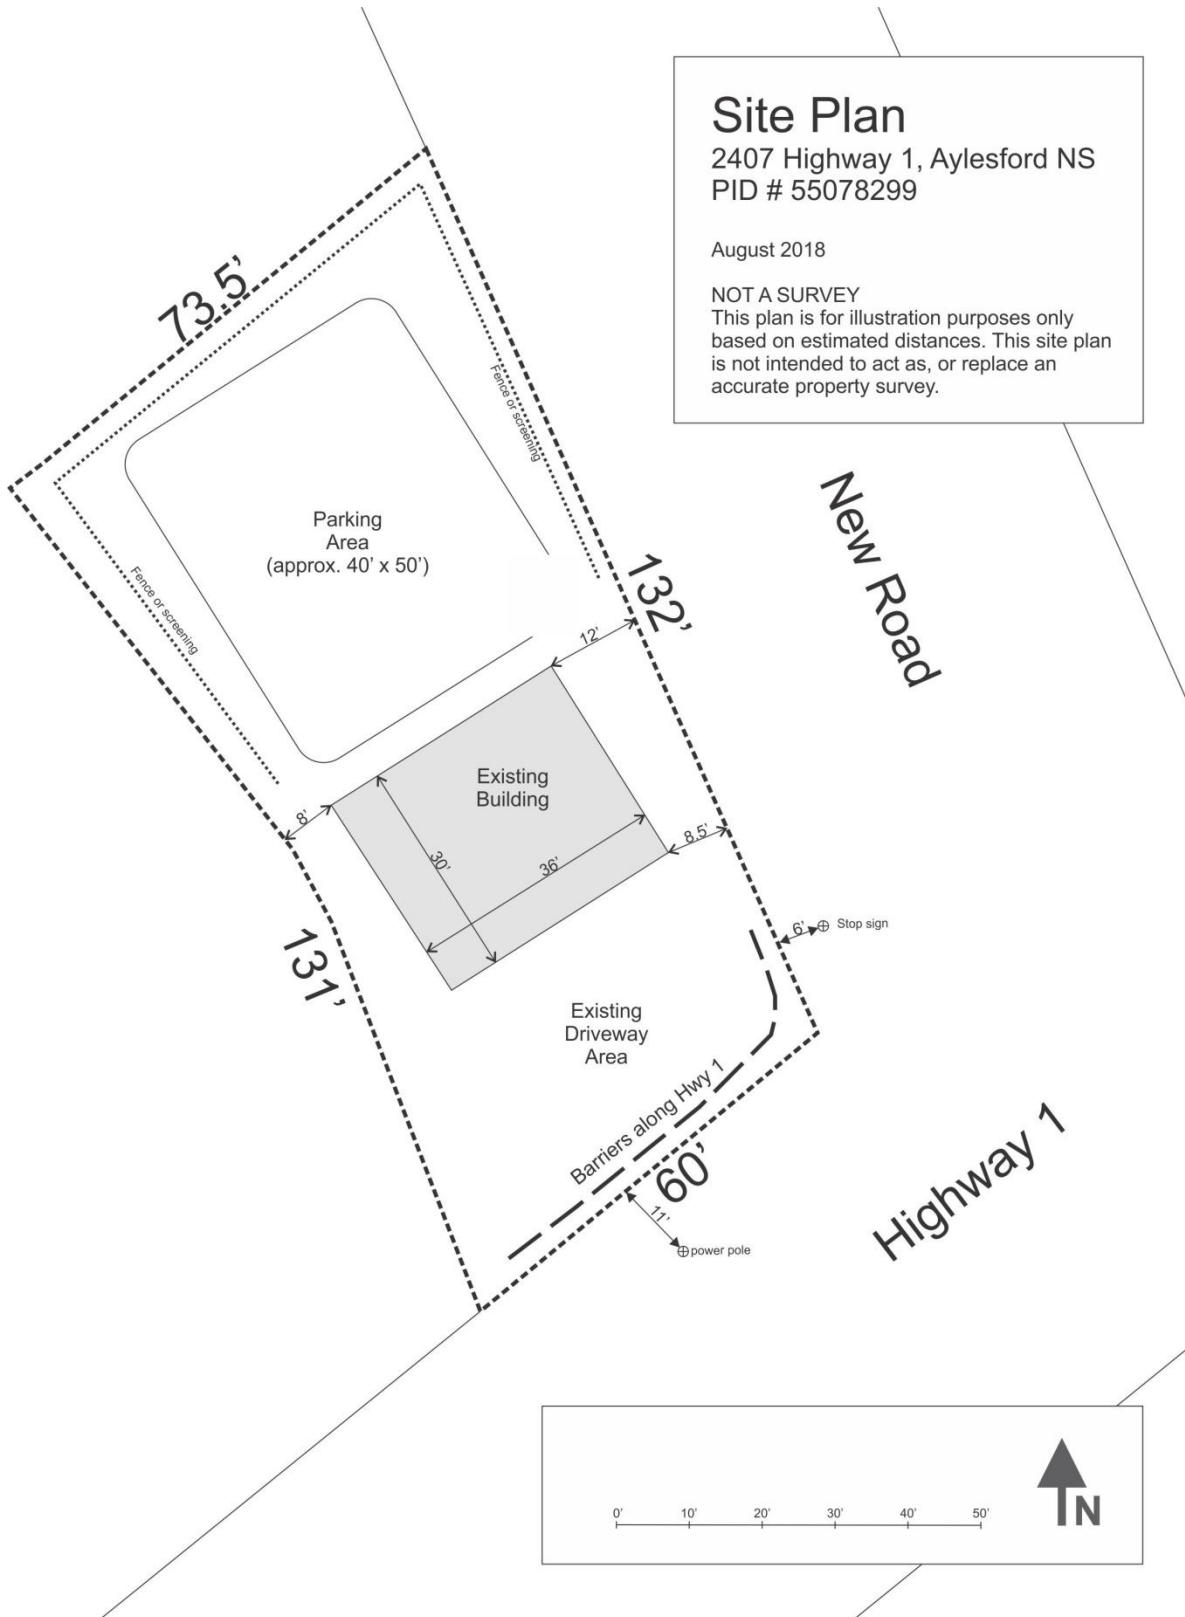 Site Plan
2407 Highway 1, Aylesford NS
PID # 55078299
August 2018
NOT A SURVEY
This plan is for illustration purposes only
based on estimated distances. This site plan
is not intended to act as, or replace an
accurate property survey.
73.5’
Fence or screening
New Road
Parking
Area
(approx. 40’ x 50’)
Fence or screening
132’
12’
Existing
Building
8’
30’
36’
8.5’
6’
Stop sign
131’
Existing
Driveway
Area
Barriers along Hwy 1
60’
Highway 1
11’
power pole
0’ 10’ 20’ 30’ 40’ 50’
N